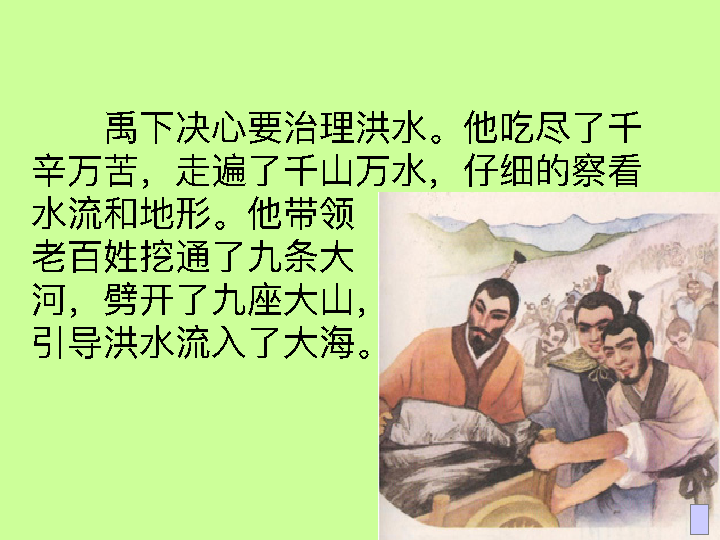 禹下决心要治理洪水。他吃尽了千
辛万苦，走遍了千山万水，仔细的察看
水流和地形。他带领
老百姓挖通了九条大
河，劈开了九座大山，
引导洪水流入了大海。